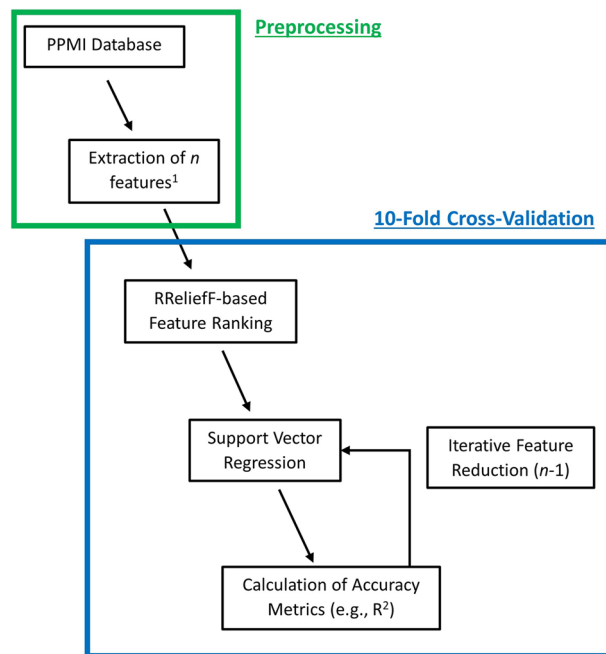 Preprocessing
PPMI Database
Extraction of n
features¹
10-Fold Cross-Validation
RReliefF-based
Feature Ranking
Support Vector
Regression
Iterative Feature
Reduction (n-1)
Calculation of Accuracy
Metrics (e.g., R²)